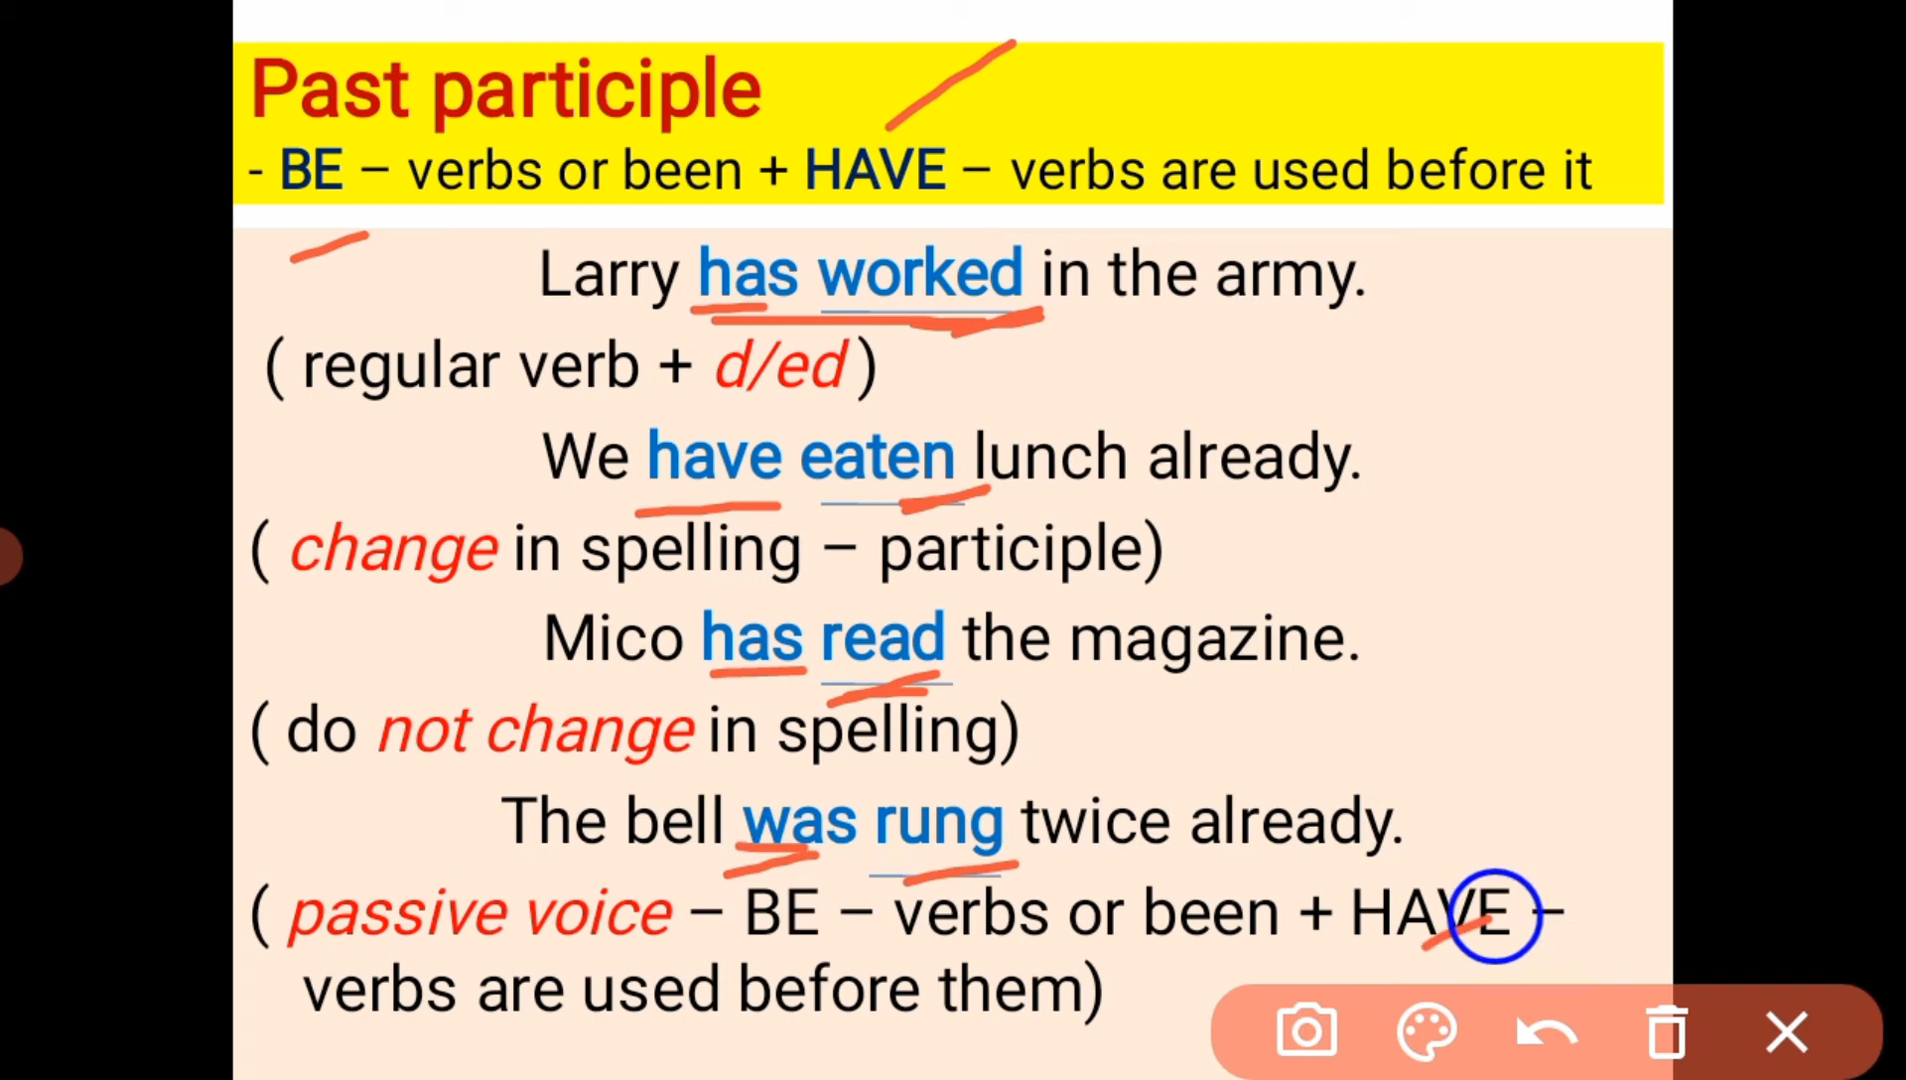 Past participle
- BE – verbs or been + HAVE – verbs are used before it
Larry has worked in the army.
( regular verb + d/ed )
We have eaten lunch already.
( change in spelling – participle)
Mico has read the magazine.
( do not change in spelling)
The bell was rung twice already.
( passive voice – BE – verbs or been + HAVE –
verbs are used before them)